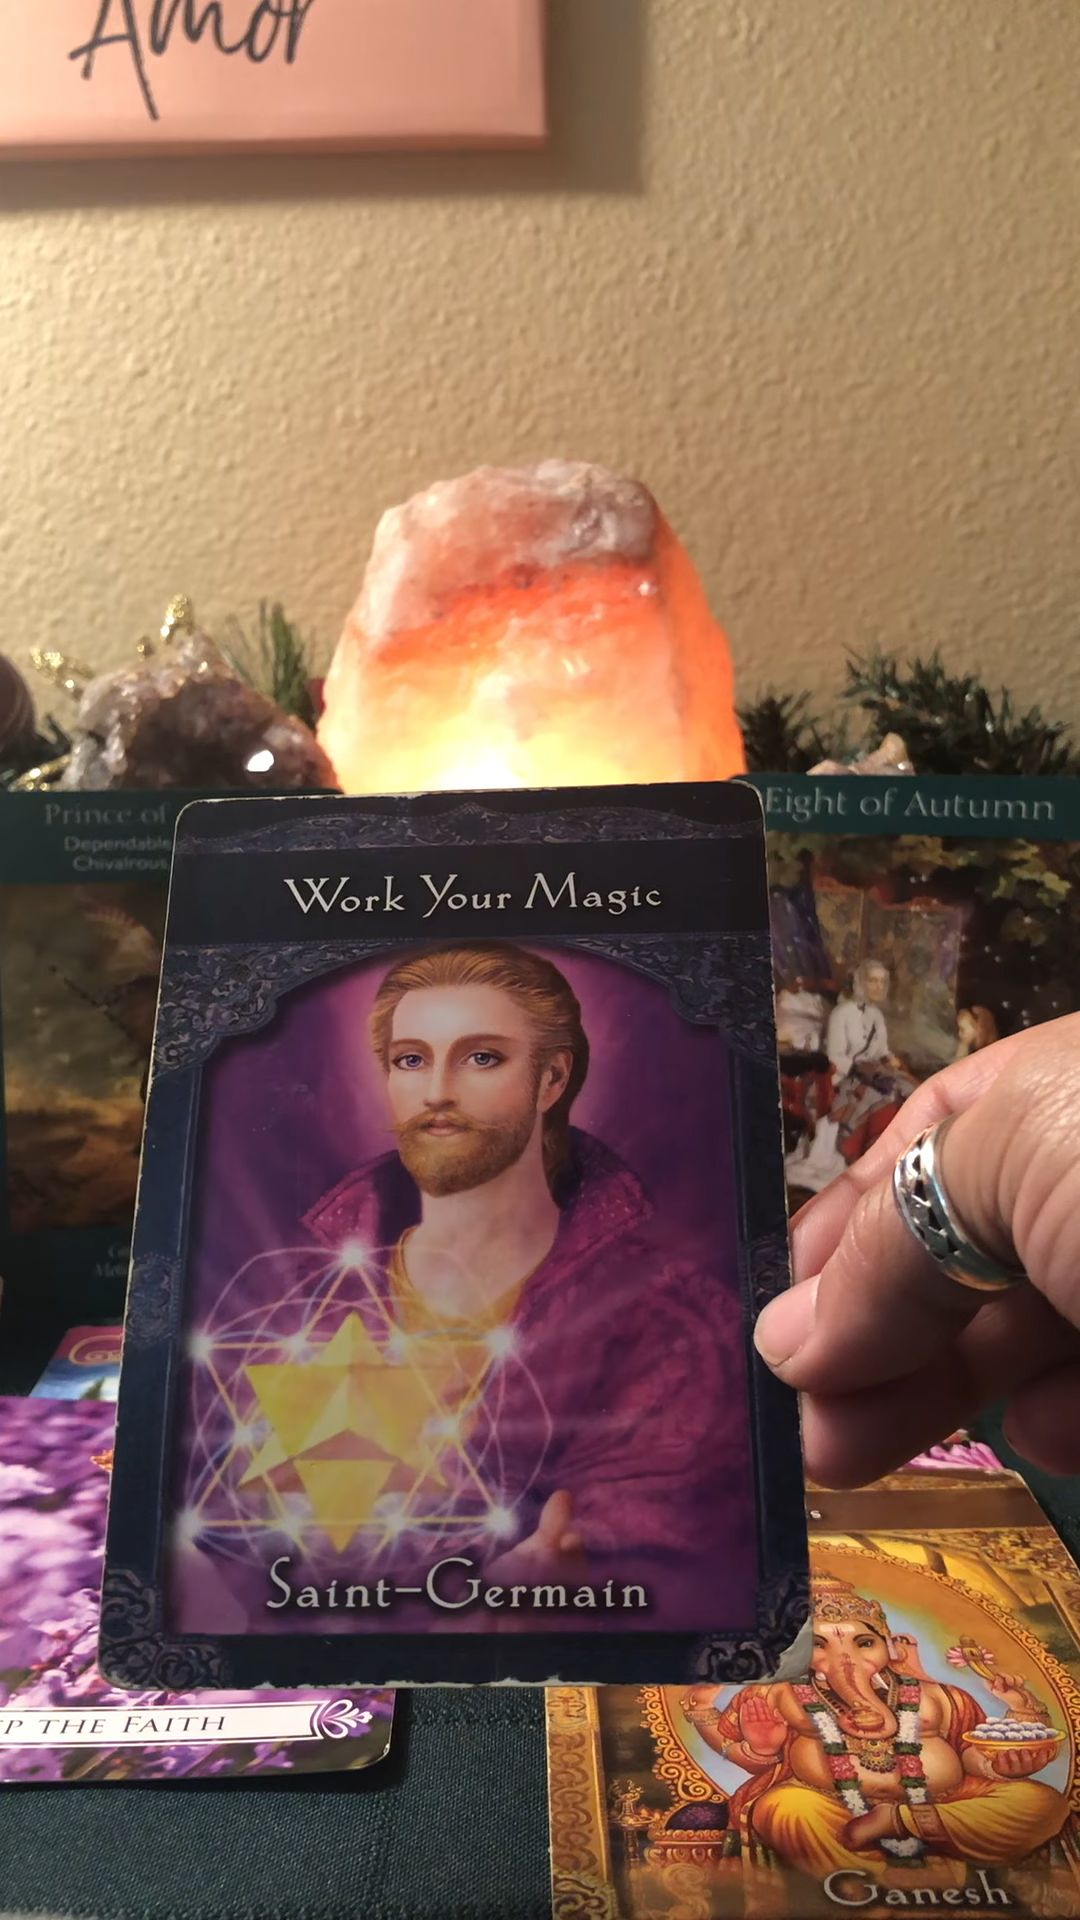 Amor
Prince of
Dependable
Chivalrous
Eight of Autumn
Work Your Magic
Saint-Germain
THE FAITH
Ganesh